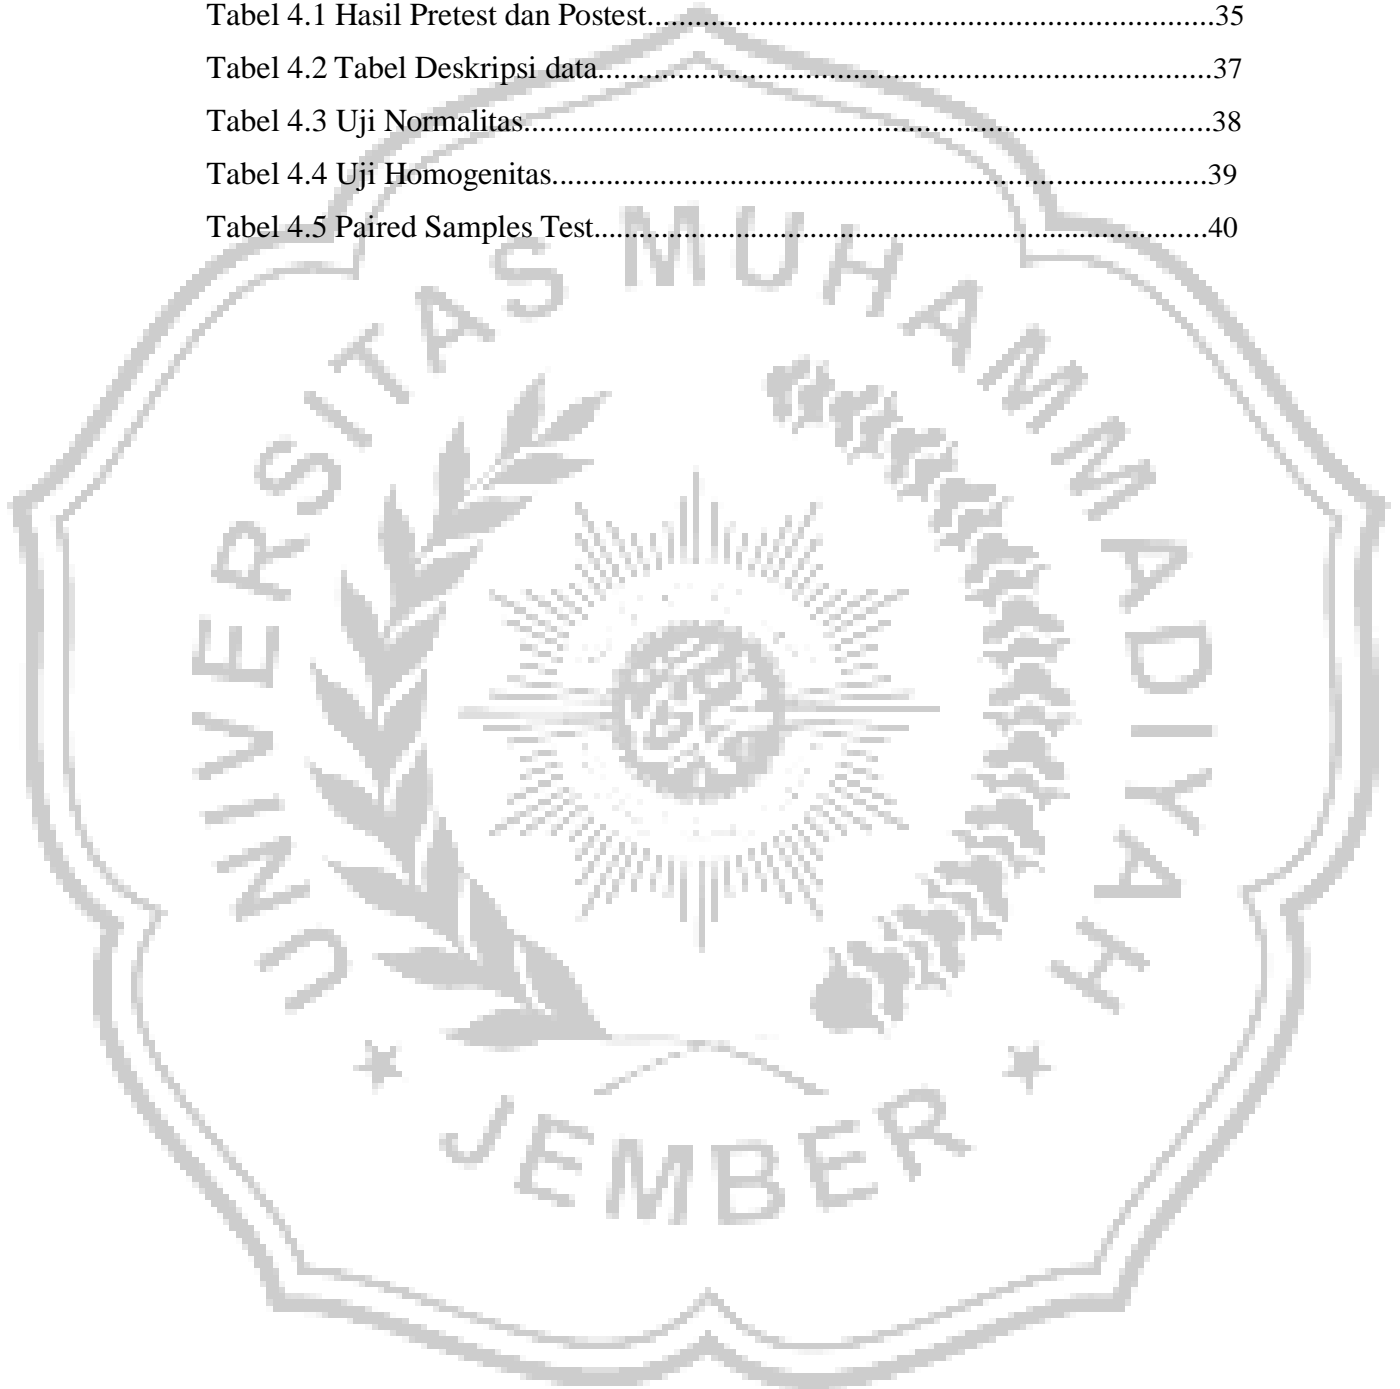 Tabel 4.1 Hasil Pretest dan Postest.......................................................................35
Tabel 4.2 Tabel Deskripsi data.............................................................................37
Tabel 4.3 Uji Normalitas......................................................................................38
Tabel 4.4 Uji Homogenitas..................................................................................39
Tabel 4.5 Paired Samples Test.............................................................................40
UNIVERSITAS MUHAMMADIYAH
JEMBER